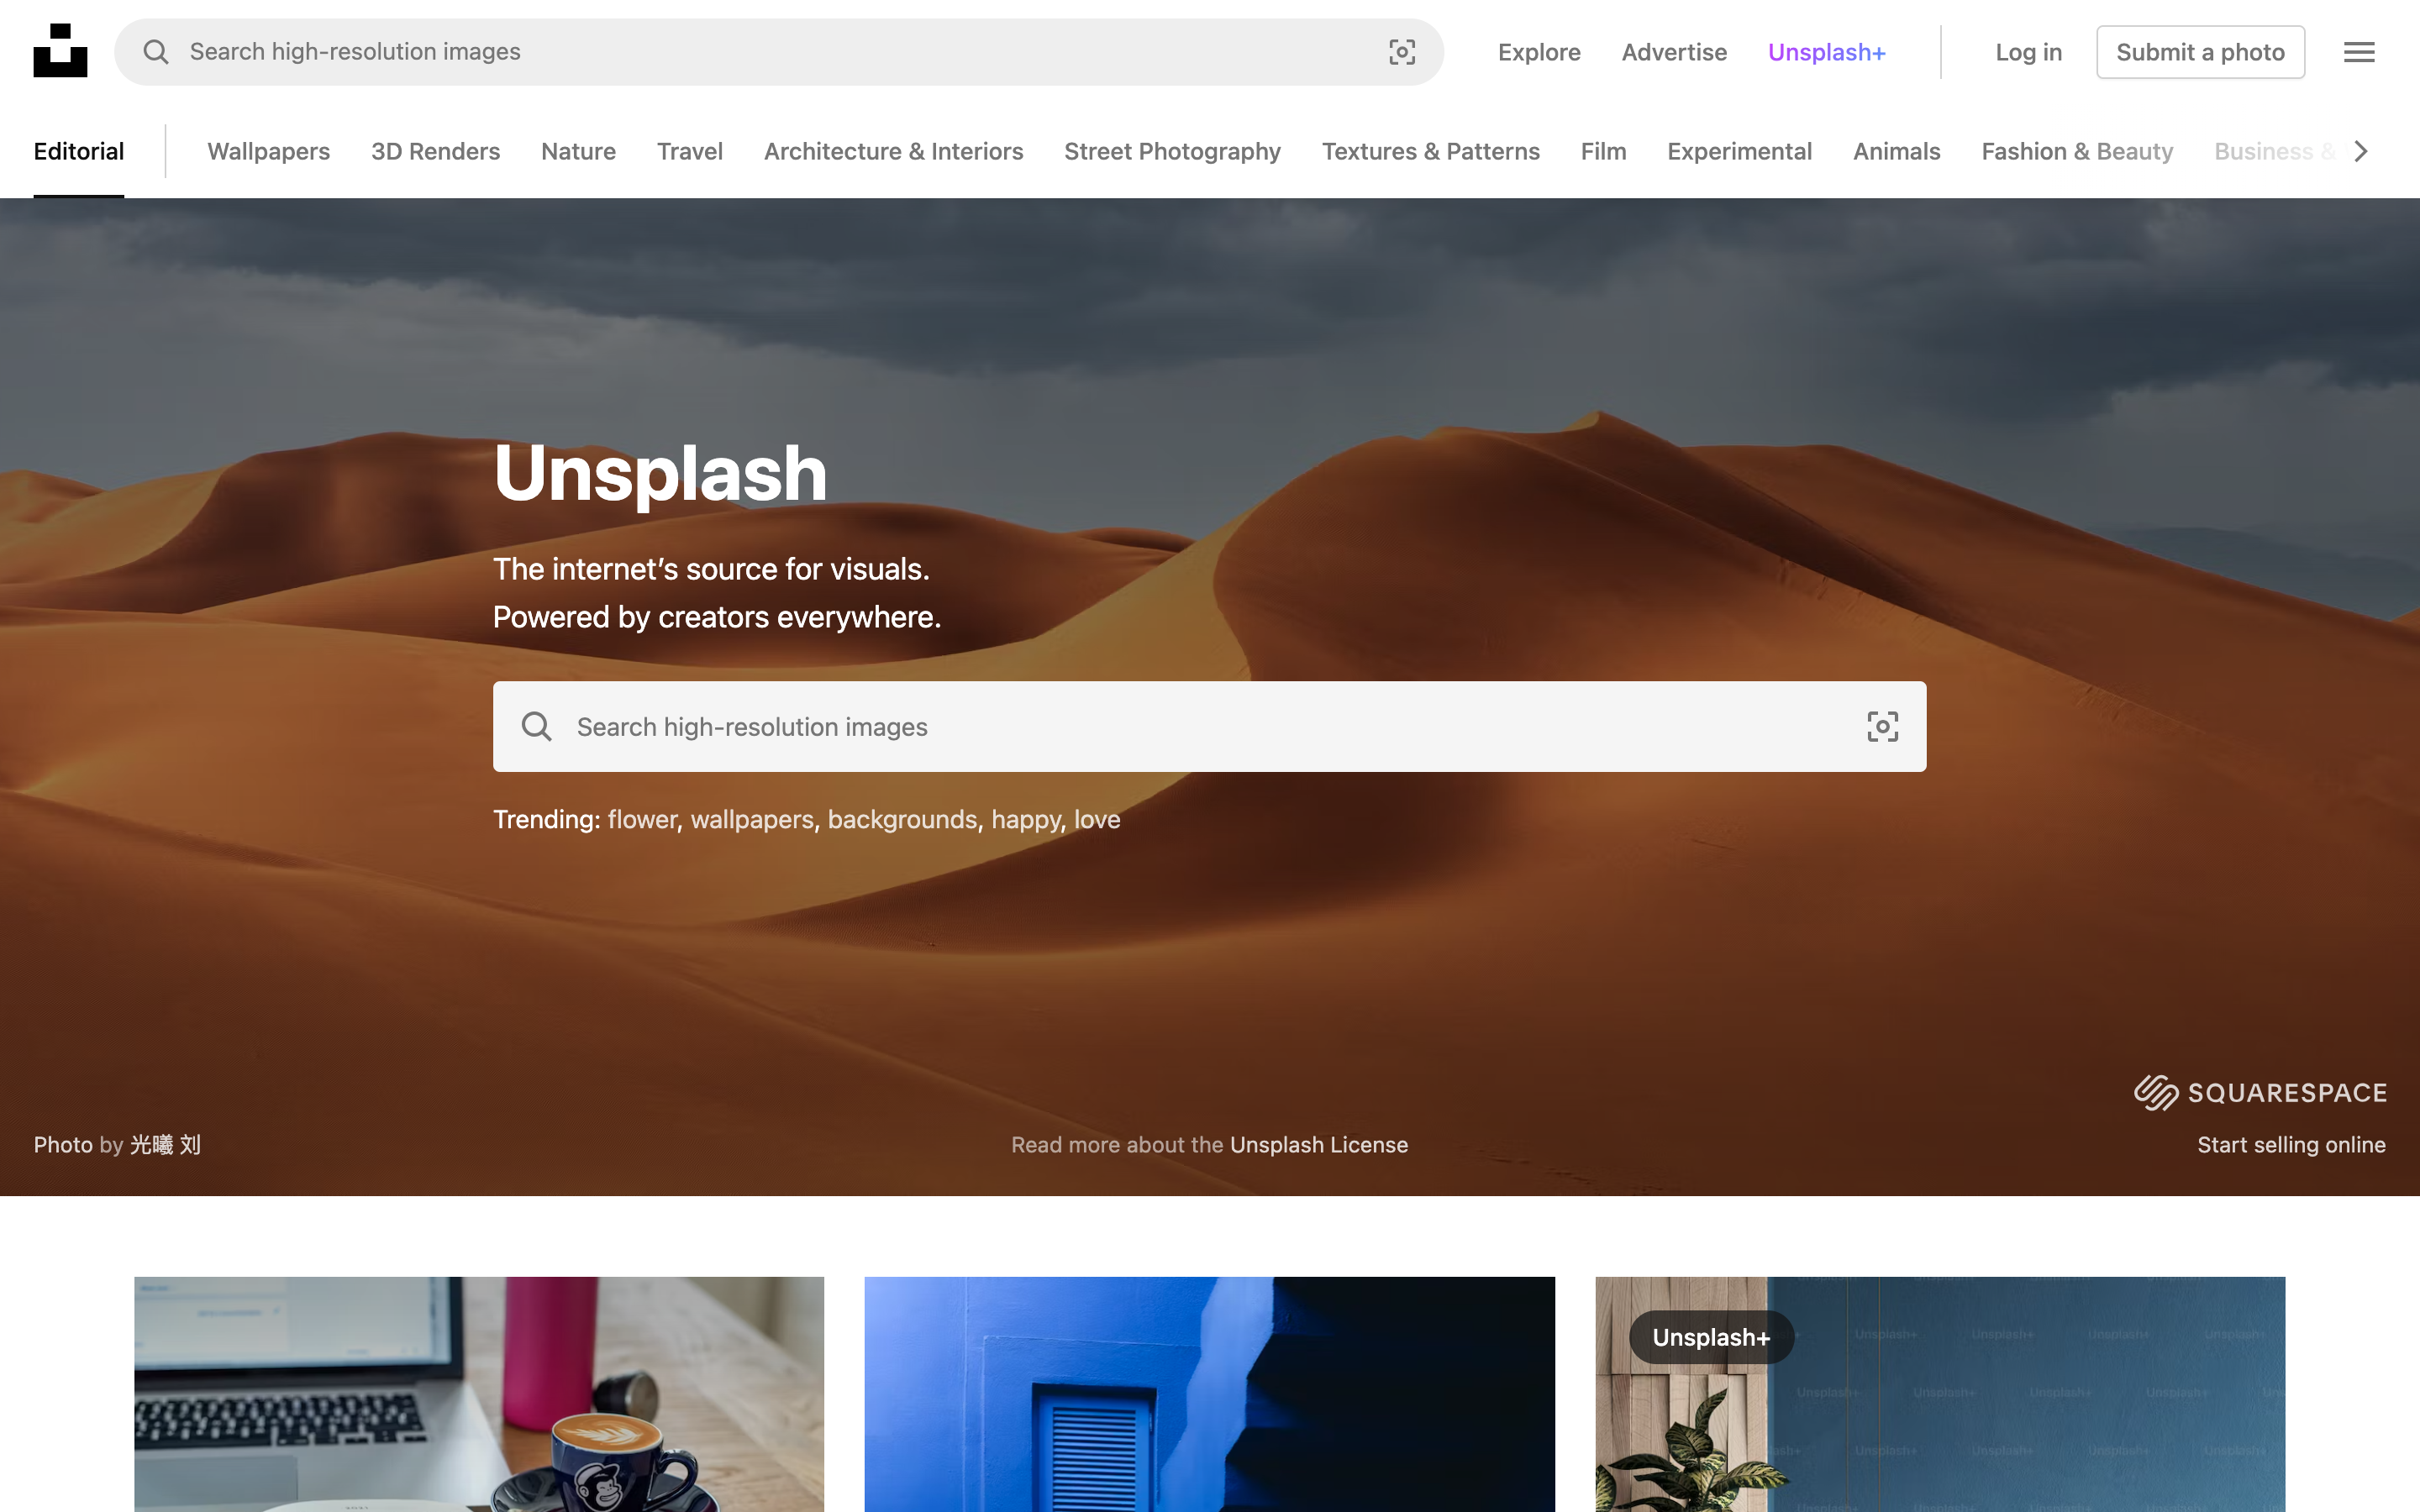 Search high-resolution images
Explore
Advertise
Unsplash+
Log in
Submit a photo
Editorial
Wallpapers
3D Renders
Nature
Travel
Architecture & Interiors
Street Photography
Textures & Patterns
Film
Experimental
Animals
Fashion & Beauty
Business &
Unsplash
The internet’s source for visuals.
Powered by creators everywhere.
Search high-resolution images
Trending: flower, wallpapers, backgrounds, happy, love
SQUARESPACE
Photo by 光曦 刘
Read more about the Unsplash License
Start selling online
Unsplash+